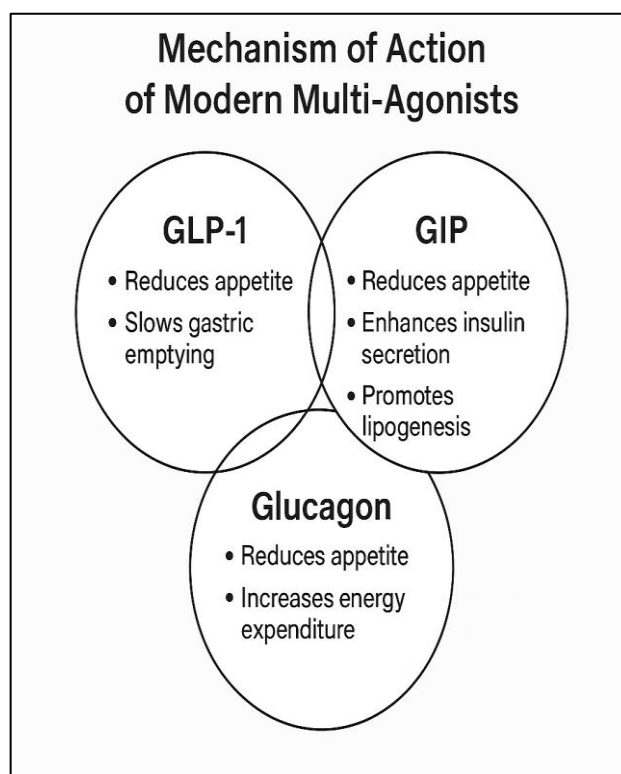 Mechanism of Action
of Modern Multi-Agonists
GLP-1
• Reduces appetite
• Slows gastric
emptying
GIP
• Reduces appetite
• Enhances insulin
secretion
• Promotes
lipogenesis
Glucagon
• Reduces appetite
• Increases energy
expenditure